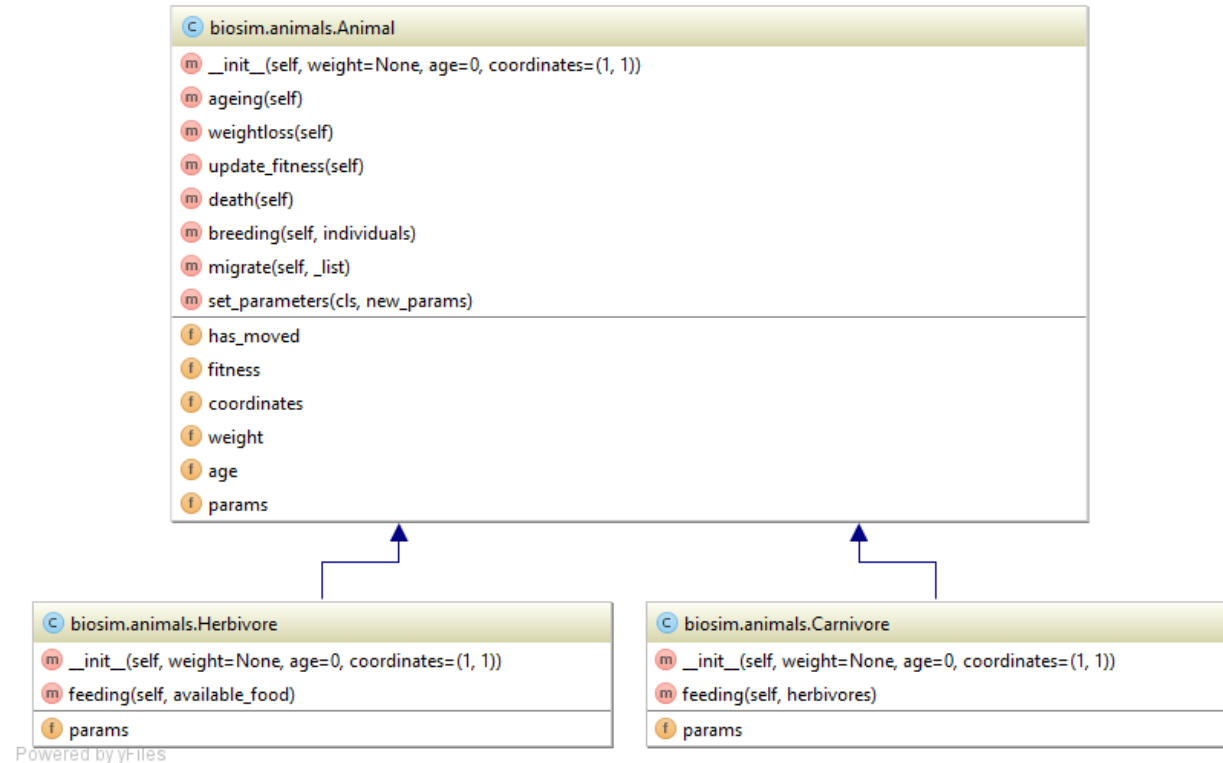 C biosim.animals.Animal
m __init__(self, weight=None, age=0, coordinates=(1, 1))
m ageing(self)
m weightloss(self)
m update_fitness(self)
m death(self)
m breeding(self, individuals)
m migrate(self, _list)
m set_parameters(cls, new_params)
f has_moved
f fitness
f coordinates
f weight
f age
f params
C biosim.animals.Herbivore
m __init__(self, weight=None, age=0, coordinates=(1, 1))
m feeding(self, available_food)
f params
C biosim.animals.Carnivore
m __init__(self, weight=None, age=0, coordinates=(1, 1))
m feeding(self, herbivores)
f params
Powered by yFiles